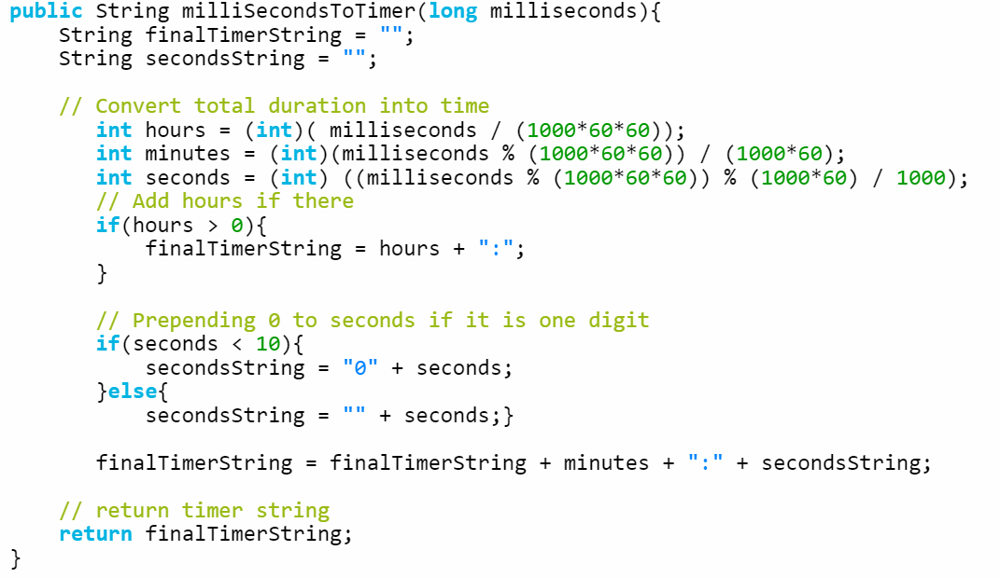 public String milliSecondsToTimer(long milliseconds){
    String finalTimerString = "";
    String secondsString = "";

    // Convert total duration into time
       int hours = (int)( milliseconds / (1000*60*60));
       int minutes = (int)(milliseconds % (1000*60*60)) / (1000*60);
       int seconds = (int) ((milliseconds % (1000*60*60)) % (1000*60) / 1000);
       // Add hours if there
       if(hours > 0){
           finalTimerString = hours + ":";
       }

       // Prepending 0 to seconds if it is one digit
       if(seconds < 10){
           secondsString = "0" + seconds;
       }else{
           secondsString = "" + seconds;}

       finalTimerString = finalTimerString + minutes + ":" + secondsString;

    // return timer string
    return finalTimerString;
}